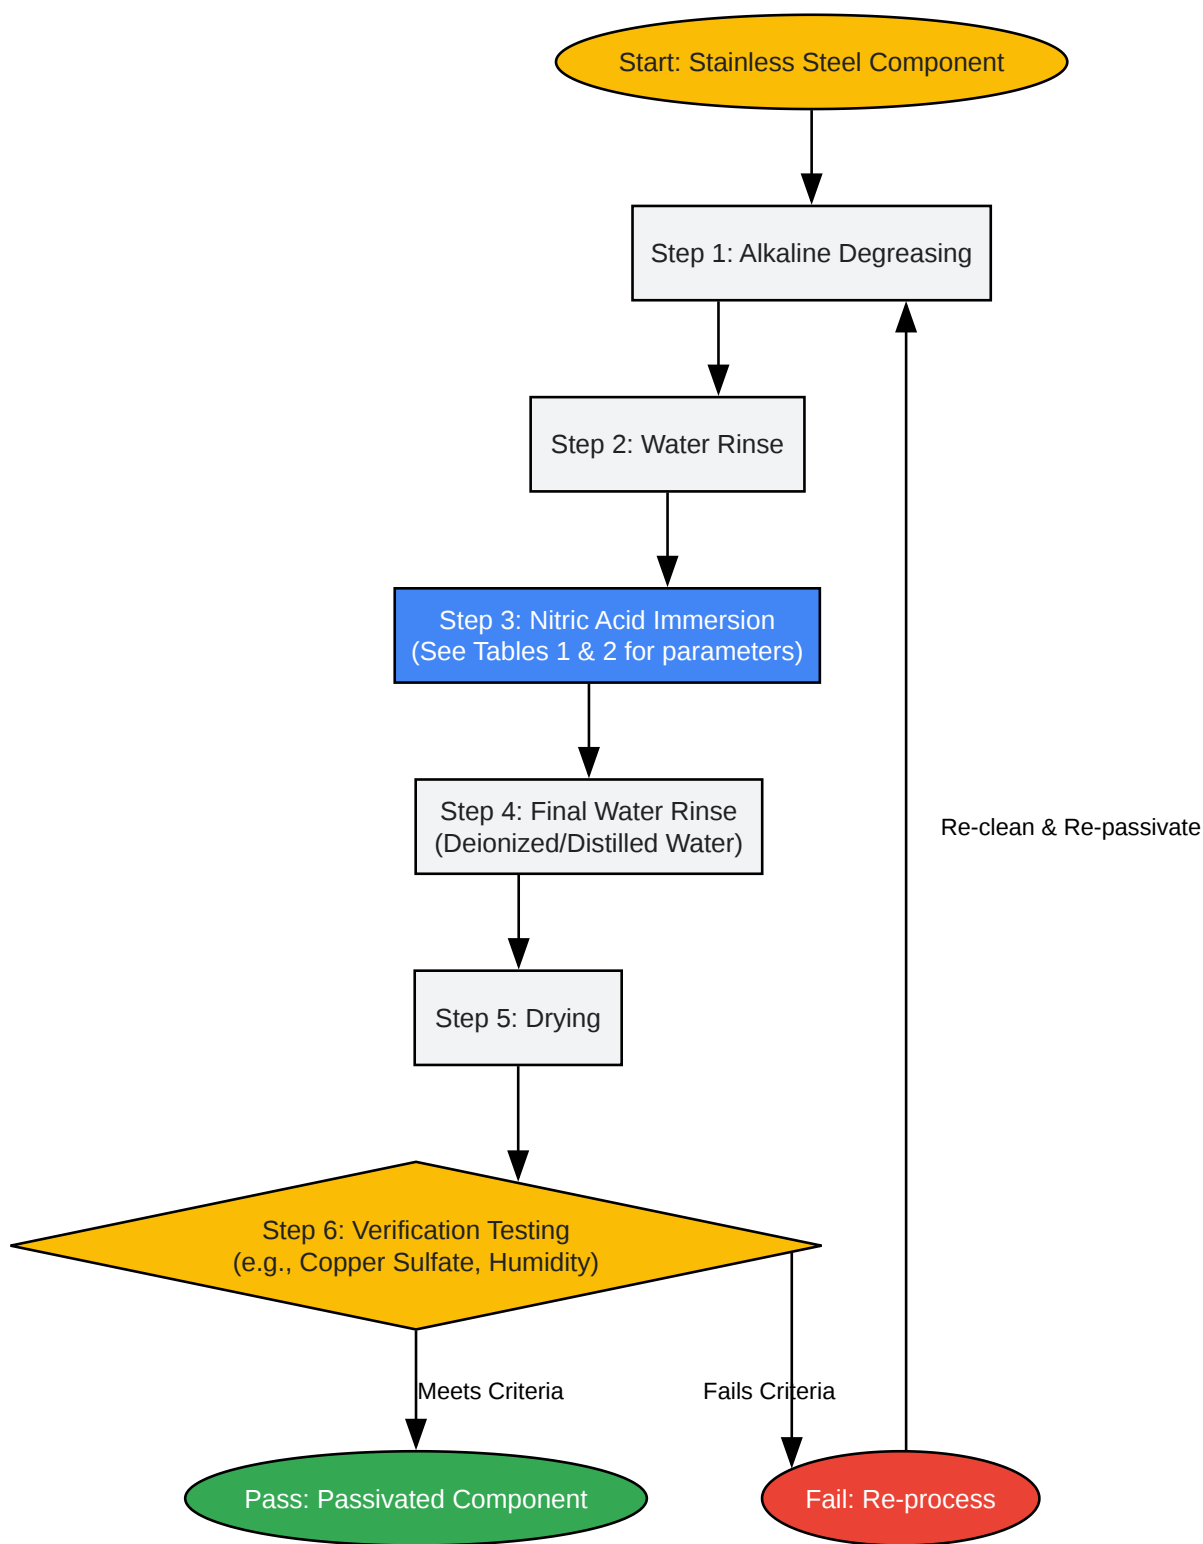 Start: Stainless Steel Component
Step 1: Alkaline Degreasing
Step 2: Water Rinse
Step 3: Nitric Acid Immersion
(See Tables 1 & 2 for parameters)
Step 4: Final Water Rinse
(Deionized/Distilled Water)
Re-clean & Re-passivate
Step 5: Drying
Step 6: Verification Testing
(e.g., Copper Sulfate, Humidity)
Meets Criteria
Fails Criteria
Pass: Passivated Component
Fail: Re-process